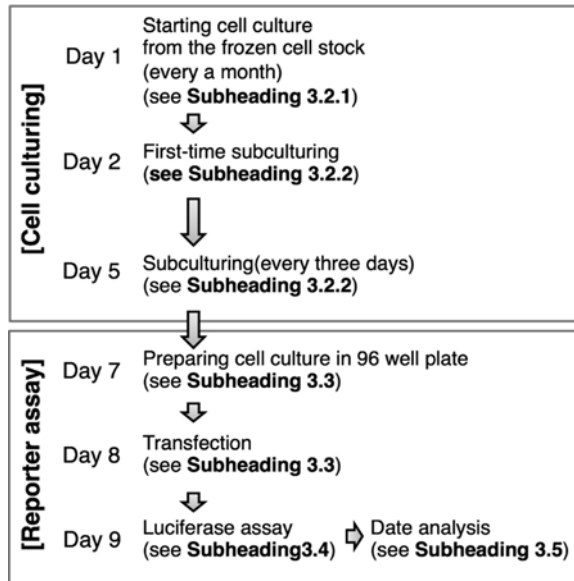 [Cell culturing]
Day 1
Starting cell culture
from the frozen cell stock
(every a month)
(see Subheading 3.2.1)
Day 2
First-time subculturing
(see Subheading 3.2.2)
Day 5
Subculturing(every three days)
(see Subheading 3.2.2)
[Reporter assay]
Day 7
Preparing cell culture in 96 well plate
(see Subheading 3.3)
Day 8
Transfection
(see Subheading 3.3)
Day 9
Luciferase assay
(see Subheading3.4)
Date analysis
(see Subheading 3.5)